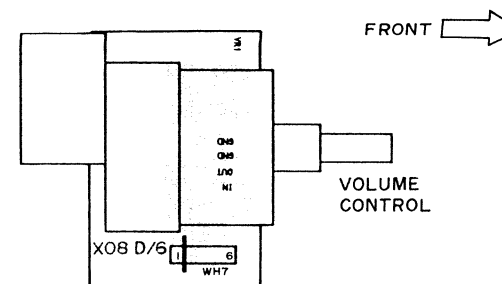 FRONT
VR1
GND
GND
OUT
IN
VOLUME
CONTROL
X08 D/6
1 6
WH7